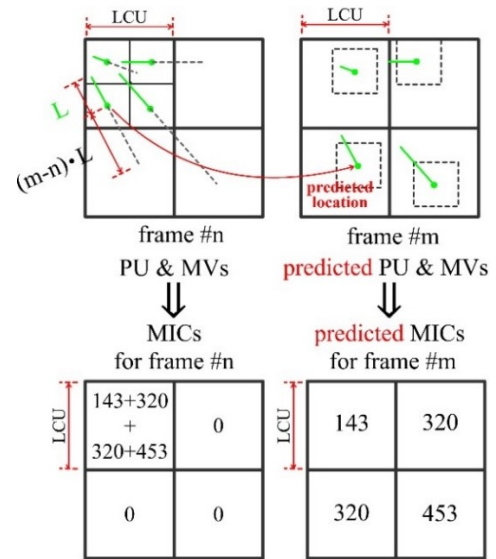 LCU
LCU
L
(m-n)•L
predicted
location
frame #n
frame #m
PU & MVs
predicted PU & MVs
⇓
⇓
MICs
for frame #n
predicted MICs
for frame #m
LCU
143+320
+
320+453
0
0
0
LCU
143
320
320
453